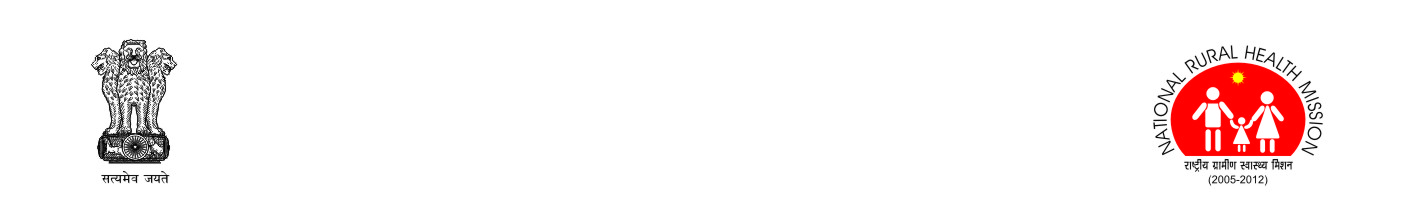 सत्यमेव जयते
NATIONAL RURAL HEALTH MISSION
राष्ट्रीय ग्रामीण स्वास्थ्य मिशन
(2005-2012)